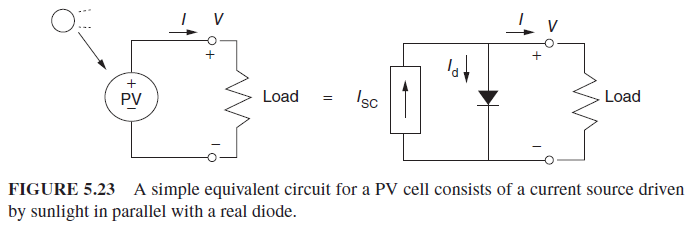 I V
+
+
PV
−
Load
=
−
I_SC
I_d
I V
+
Load
−
FIGURE 5.23 A simple equivalent circuit for a PV cell consists of a current source driven
by sunlight in parallel with a real diode.